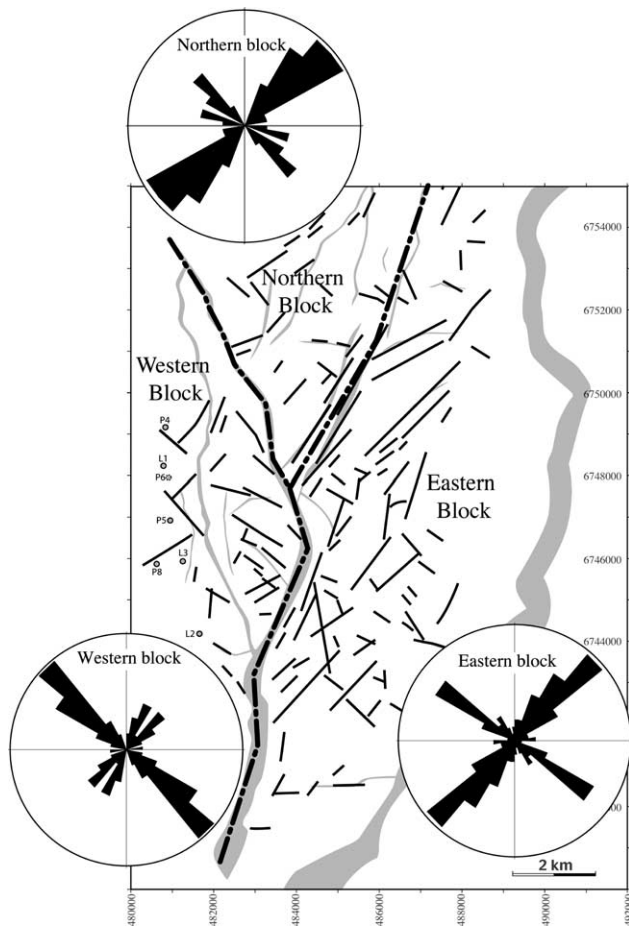 Northern block
6754000
Northern
Block
6752000
Western
Block
6750000
P4
L1
P6
6748000
Eastern
Block
P5
L3
P8
6746000
L2
6744000
Western block
Eastern block
2 km
480000
482000
484000
486000
488000
490000